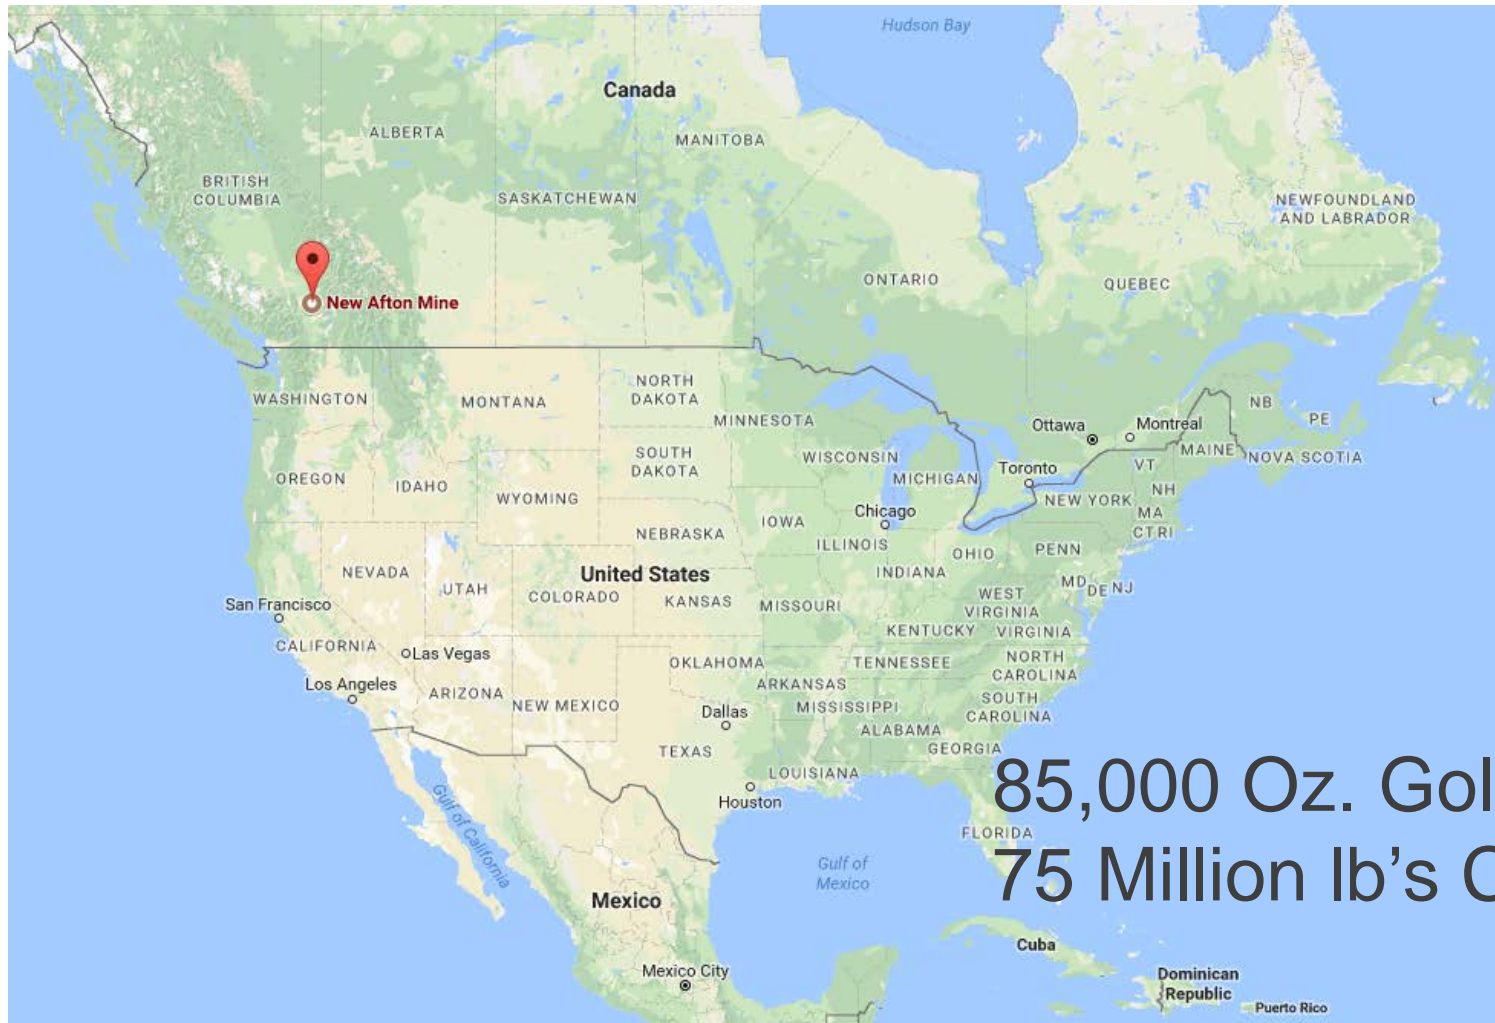 Hudson Bay
Canada
ALBERTA
MANITOBA
BRITISH
COLUMBIA
SASKATCHEWAN
NEWFOUNDLAND
AND LABRADOR
ONTARIO
QUEBEC
New Afton Mine
WASHINGTON
MONTANA
NORTH
DAKOTA
MINNESOTA
NB
PE
Ottawa
Montreal
MAINE
NOVA SCOTIA
OREGON
IDAHO
WYOMING
SOUTH
DAKOTA
WISCONSIN
MICHIGAN
Toronto
VT
NH
NEW YORK
MA
CT RI
Chicago
IOWA
NEBRASKA
ILLINOIS
INDIANA
OHIO
PENN
NEVADA
UTAH
United States
COLORADO
KANSAS
MISSOURI
WEST
VIRGINIA
MD
DE
NJ
San Francisco
KENTUCKY
VIRGINIA
CALIFORNIA
Las Vegas
OKLAHOMA
TENNESSEE
NORTH
CAROLINA
Los Angeles
ARIZONA
NEW MEXICO
ARKANSAS
MISSISSIPPI
SOUTH
CAROLINA
Dallas
ALABAMA
GEORGIA
TEXAS
LOUISIANA
Houston
85,000 Oz. Gol
FLORIDA
75 Million lb’s C
Gulf of California
Gulf of
Mexico
Mexico
Cuba
Mexico City
Dominican
Republic
Puerto Rico